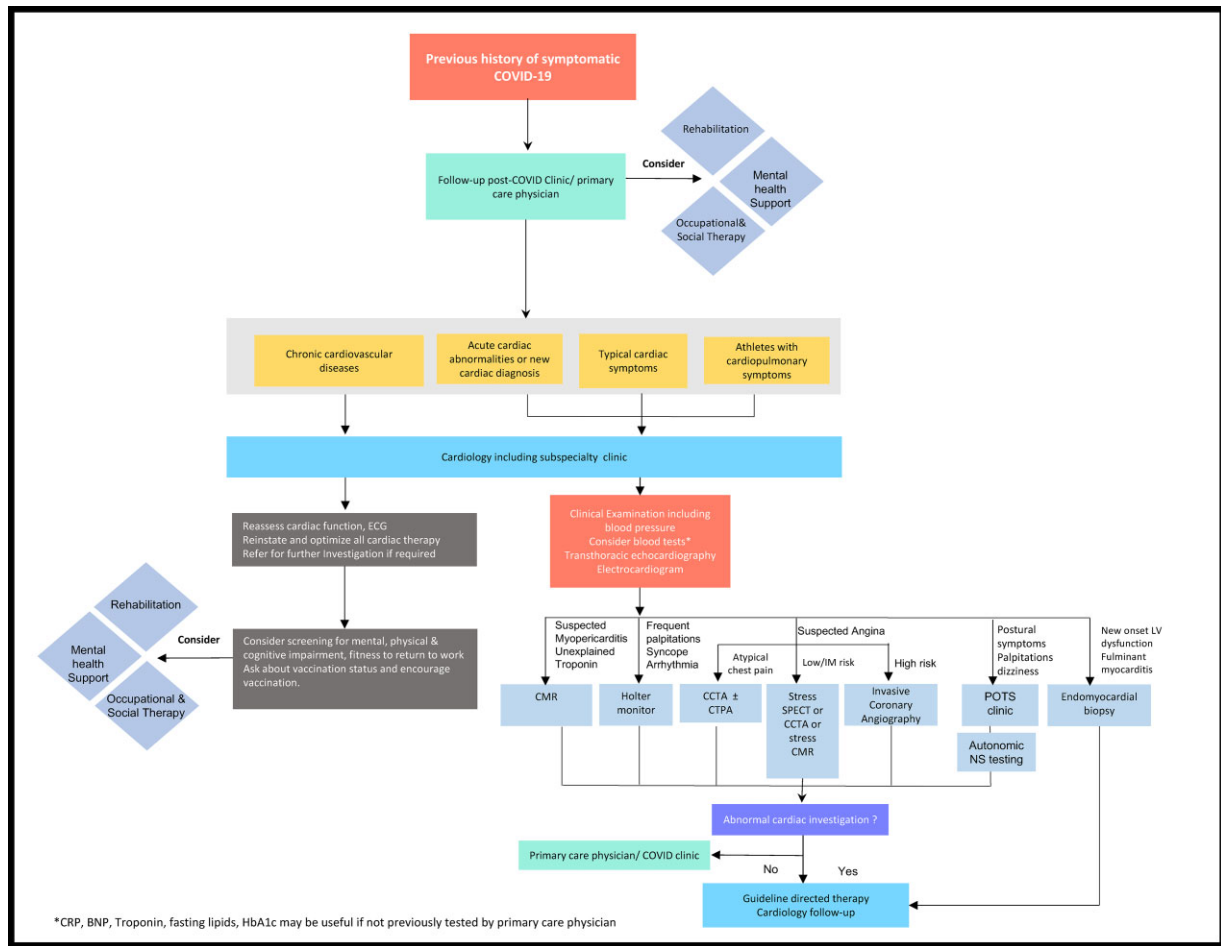 Previous history of symptomatic
COVID-19
Rehabilitation
Consider
Mental
health
Support
Follow-up post-COVID Clinic/ primary
care physician
Occupational&
Social Therapy
Chronic cardiovascular
diseases
Acute cardiac
abnormalities or new
cardiac diagnosis
Typical cardiac
symptoms
Athletes with
cardiopulmonary
symptoms
Cardiology including subspecialty clinic
Reassess cardiac function, ECG
Reinstate and optimize all cardiac therapy
Refer for further Investigation if required
Clinical Examination including
blood pressure
Consider blood tests*
Transthoracic echocardiography
Electrocardiogram
Rehabilitation
Consider
Mental
health
Support
Occupational &
Social Therapy
Consider screening for mental, physical &
cognitive impairment, fitness to return to work
Ask about vaccination status and encourage
vaccination.
Suspected
Myopericarditis
Unexplained
Troponin
Frequent
palpitations
Syncope
Arrhythmia
Suspected Angina
Atypical
chest pain
Low/IM risk
High risk
Postural
symptoms
Palpitations
dizziness
New onset LV
dysfunction
Fulminant
myocarditis
CMR
Holter
monitor
CCTA ±
CTPA
Stress
SPECT or
CCTA or
stress
CMR
Invasive
Coronary
Angiography
POTS
clinic
Autonomic
NS testing
Endomyocardial
biopsy
Abnormal cardiac investigation ?
Primary care physician/ COVID clinic
No
Yes
Guideline directed therapy
Cardiology follow-up
*CRP, BNP, Troponin, fasting lipids, HbA1c may be useful if not previously tested by primary care physician